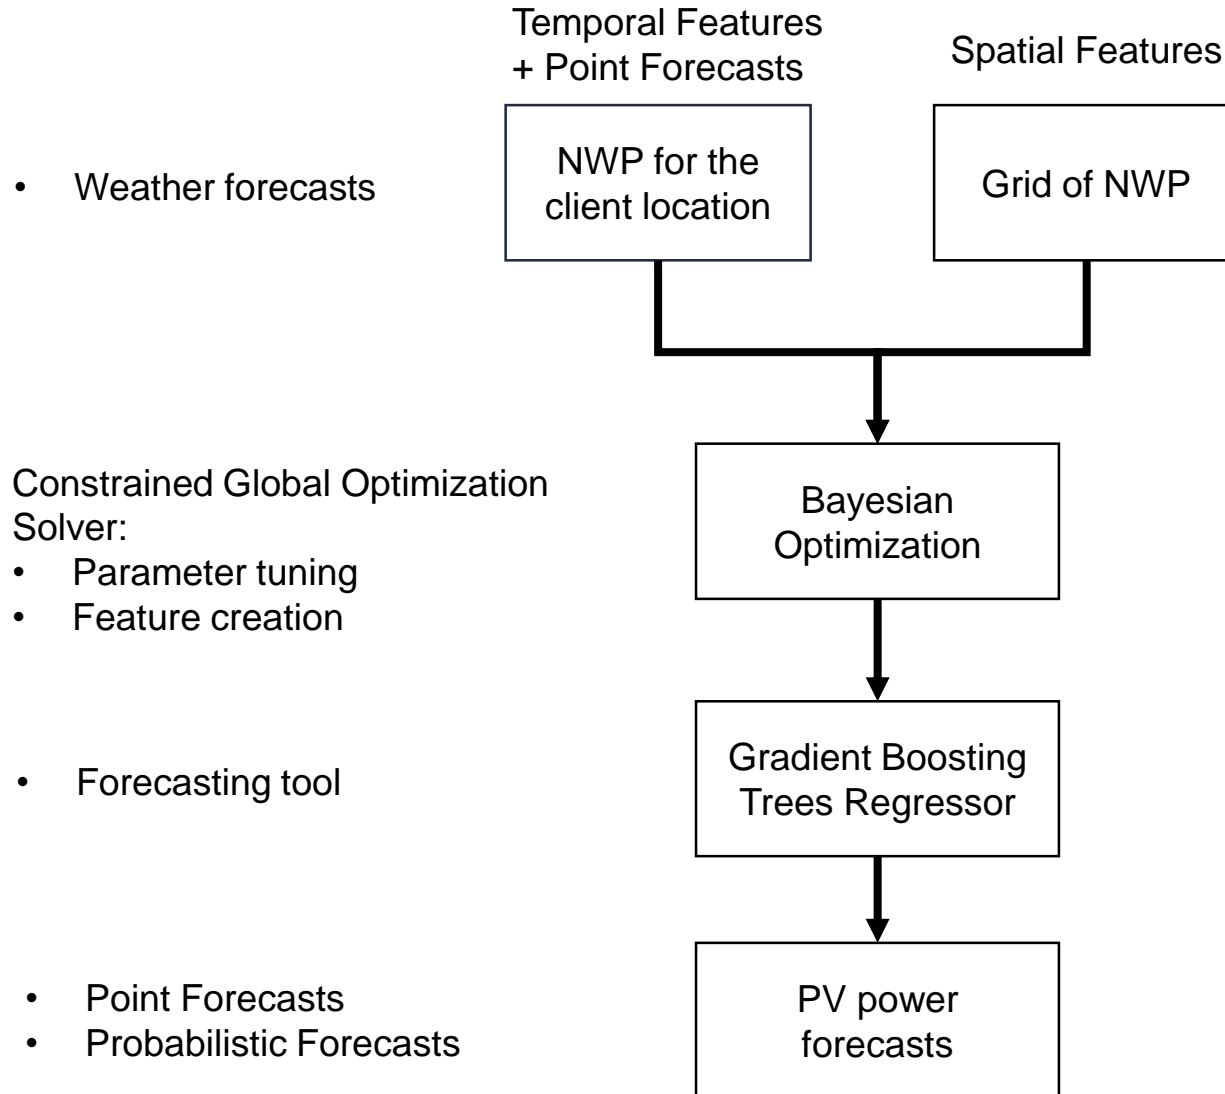 Temporal Features
+ Point Forecasts
Spatial Features
• Weather forecasts
NWP for the
client location
Grid of NWP
Constrained Global Optimization
Solver:
• Parameter tuning
• Feature creation
Bayesian
Optimization
• Forecasting tool
Gradient Boosting
Trees Regressor
• Point Forecasts
• Probabilistic Forecasts
PV power
forecasts